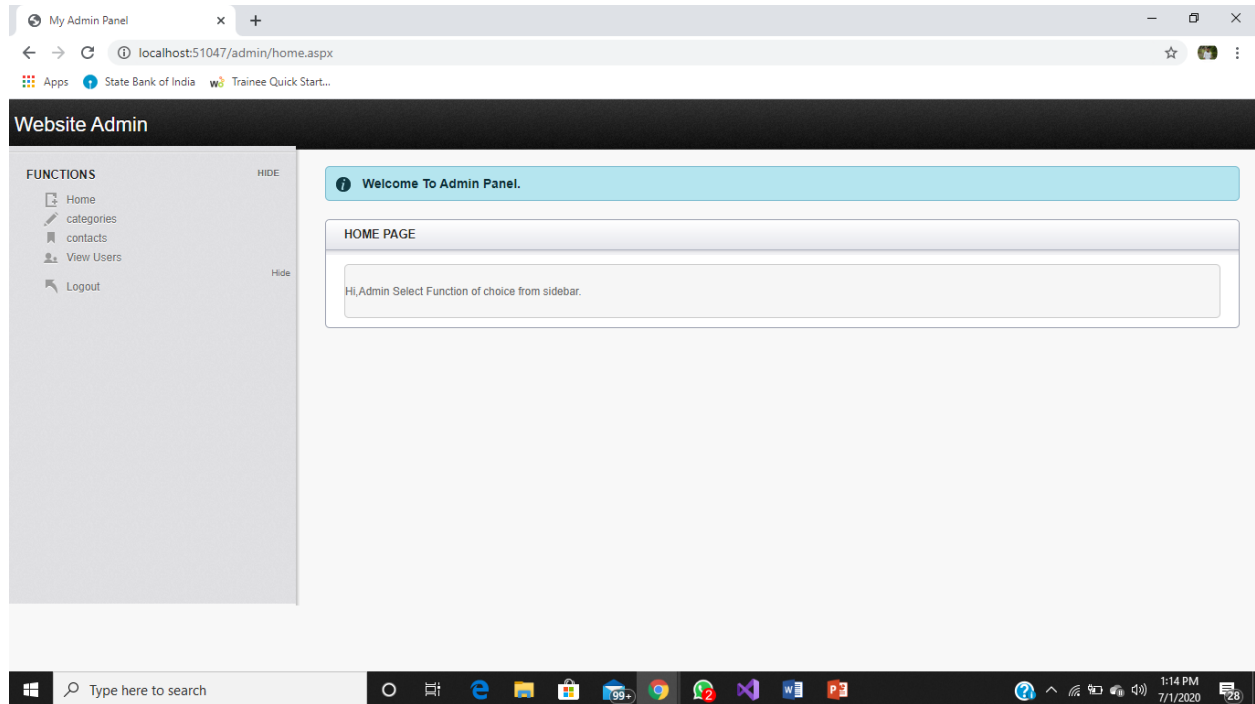 My Admin Panel
localhost:51047/admin/home.aspx
Apps State Bank of India Trainee Quick Start...
Website Admin
FUNCTIONS HIDE
Home
categories
contacts
View Users
Hide
Logout
Welcome To Admin Panel.
HOME PAGE
Hi,Admin Select Function of choice from sidebar.
Type here to search
99+
2
1:14 PM
7/1/2020
28